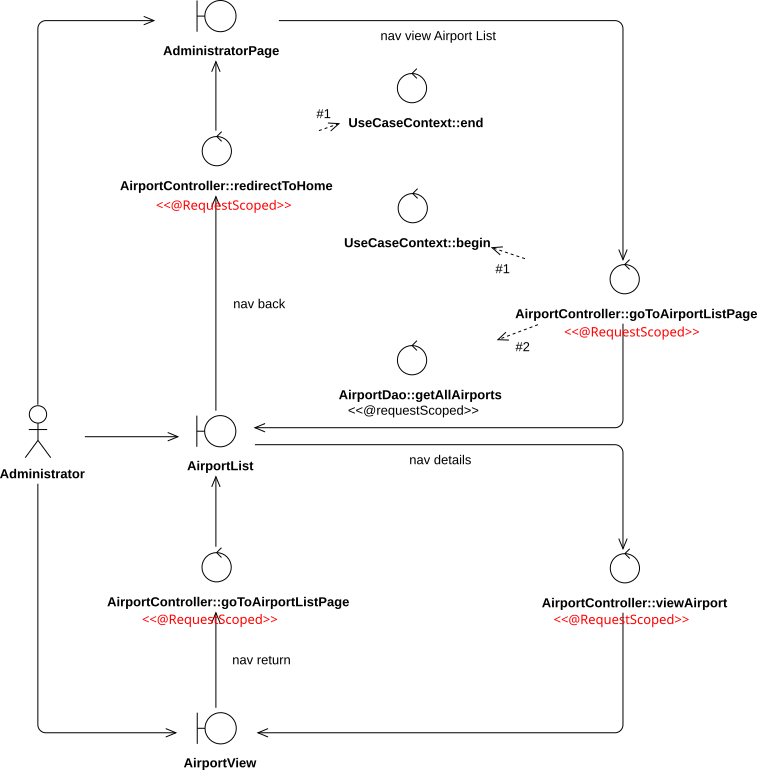 AdministratorPage
nav view Airport List
#1
UseCaseContext::end
AirportController::redirectToHome
<<@RequestScoped>>
UseCaseContext::begin
#1
nav back
AirportController::goToAirportListPage
<<@RequestScoped>>
#2
AirportDao::getAllAirports
<<@requestScoped>>
Administrator
AirportList
nav details
AirportController::goToAirportListPage
<<@RequestScoped>>
AirportController::viewAirport
<<@RequestScoped>>
nav return
AirportView